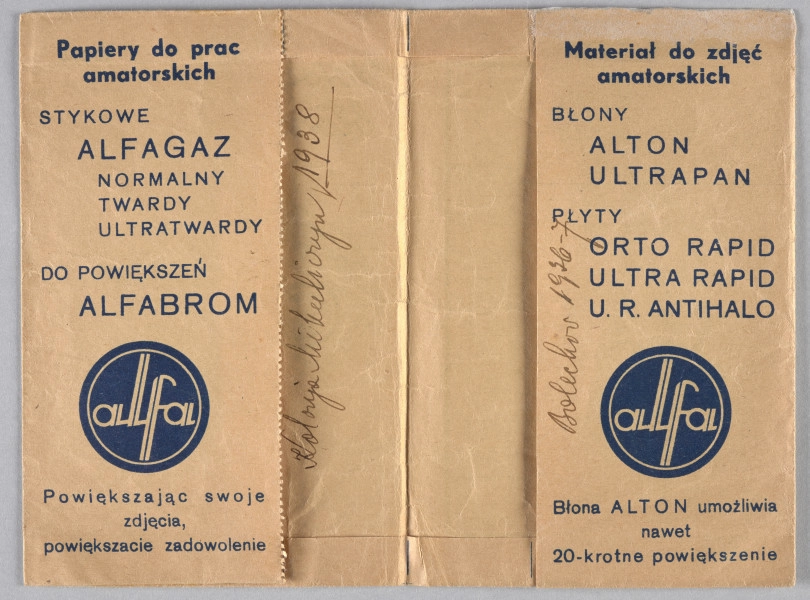 Papiery do prac
amatorskich
STYKOWE
ALFAGAZ
NORMALNY
TWARDY
ULTRATWARDY
DO POWIĘKSZEŃ
ALFABROM
alfa
Powiększając swoje
zdjęcia,
powiększacie zadowolenie
Kolonja 1938
Materiał do zdjęć
amatorskich
BŁONY
ALTON
ULTRAPAN
PŁYTY
ORTO RAPID
ULTRA RAPID
U. R. ANTIHALO
Bolechów 1936-7
alfa
Błona ALTON umożliwia
nawet
20-krotne powiększenie